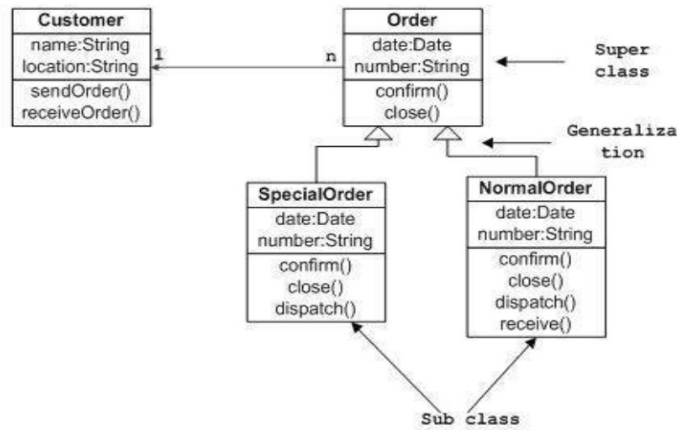 Customer
name:String
location:String
sendOrder()
receiveOrder()
1
n
Order
date:Date
number:String
confirm()
close()
Super
class
Generaliza
tion
SpecialOrder
date:Date
number:String
confirm()
close()
dispatch()
NormalOrder
date:Date
number:String
confirm()
close()
dispatch()
receive()
Sub class